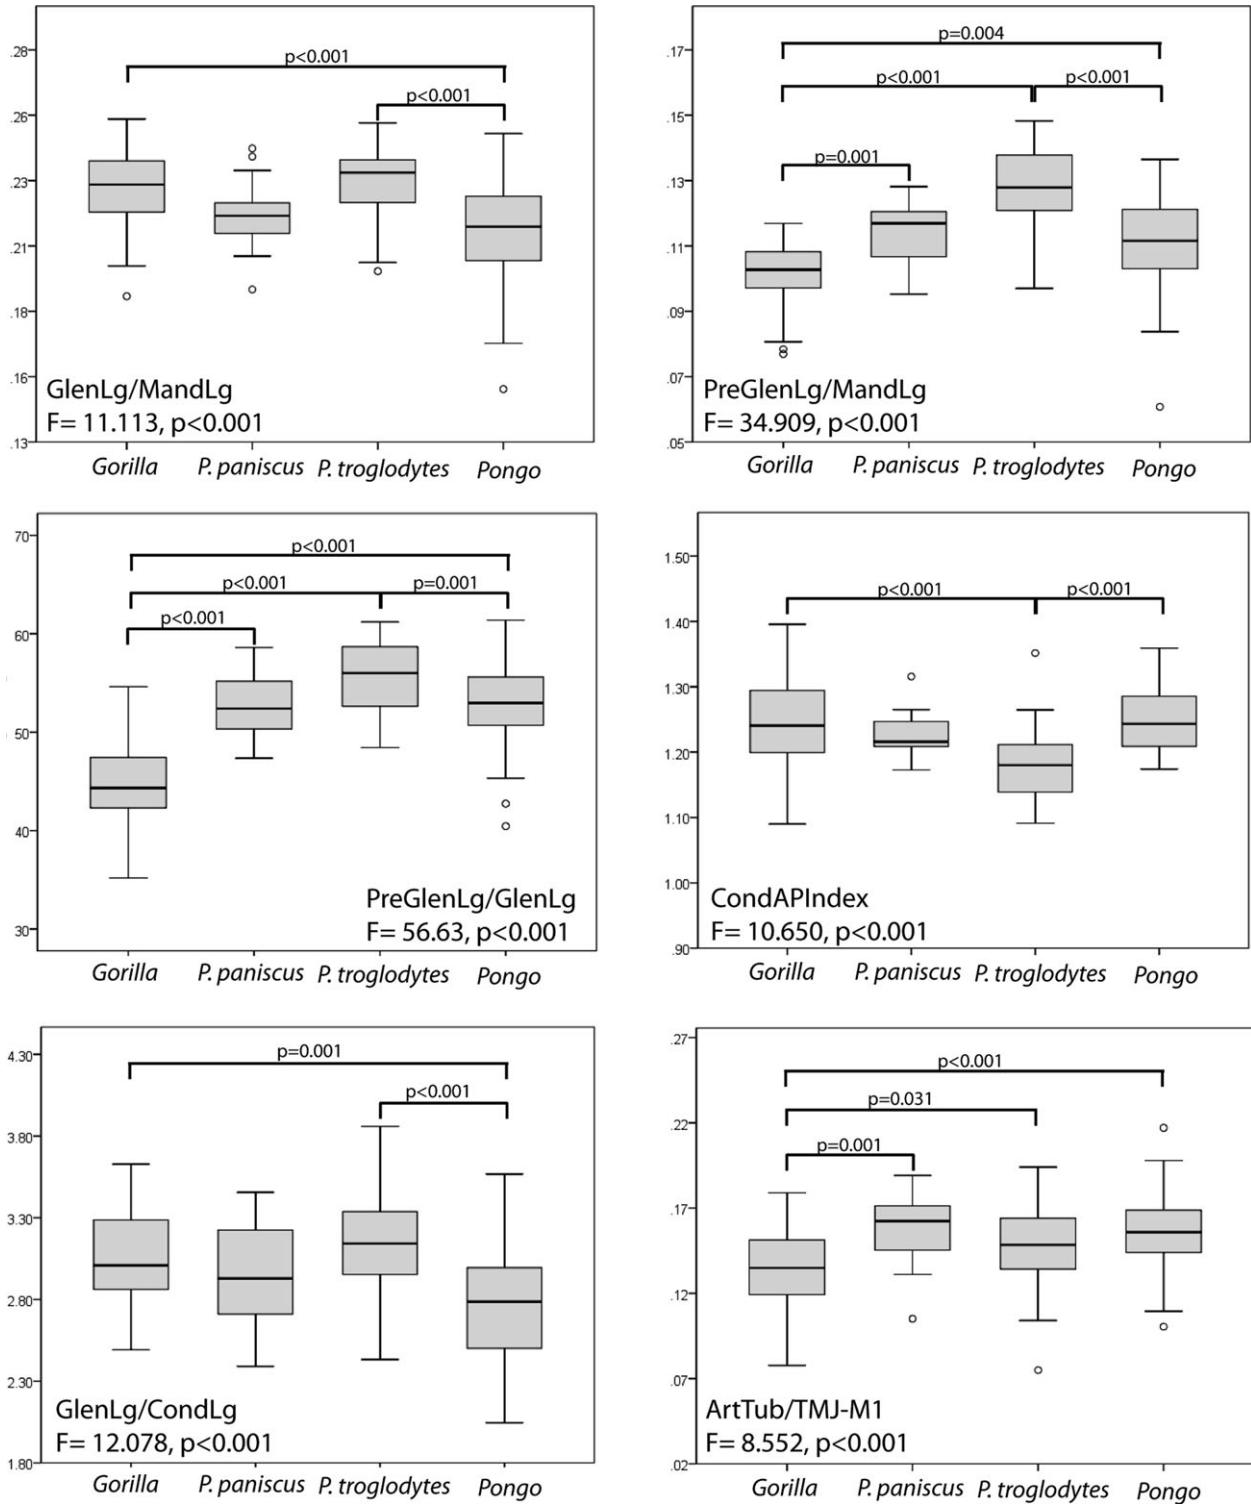 .28
.26
.23
.21
.18
.16
.13
p<0.001
p<0.001
GlenLg/MandLg
F= 11.113, p<0.001
Gorilla P. paniscus P. troglodytes Pongo
.17
.15
.13
.11
.09
.07
.05
p=0.004
p<0.001 p<0.001
p=0.001
PreGlenLg/MandLg
F= 34.909, p<0.001
Gorilla P. paniscus P. troglodytes Pongo
70
60
50
40
30
p<0.001
p<0.001 p=0.001
p<0.001
PreGlenLg/GlenLg
F= 56.63, p<0.001
Gorilla P. paniscus P. troglodytes Pongo
1.50
1.40
1.30
1.20
1.10
1.00
.90
p<0.001 p<0.001
CondAPIndex
F= 10.650, p<0.001
Gorilla P. paniscus P. troglodytes Pongo
4.30
3.80
3.30
2.80
2.30
1.80
p=0.001
p<0.001
GlenLg/CondLg
F= 12.078, p<0.001
Gorilla P. paniscus P. troglodytes Pongo
.27
.22
.17
.12
.07
.02
p<0.001
p=0.031
p=0.001
ArtTub/TMJ-M1
F= 8.552, p<0.001
Gorilla P. paniscus P. troglodytes Pongo